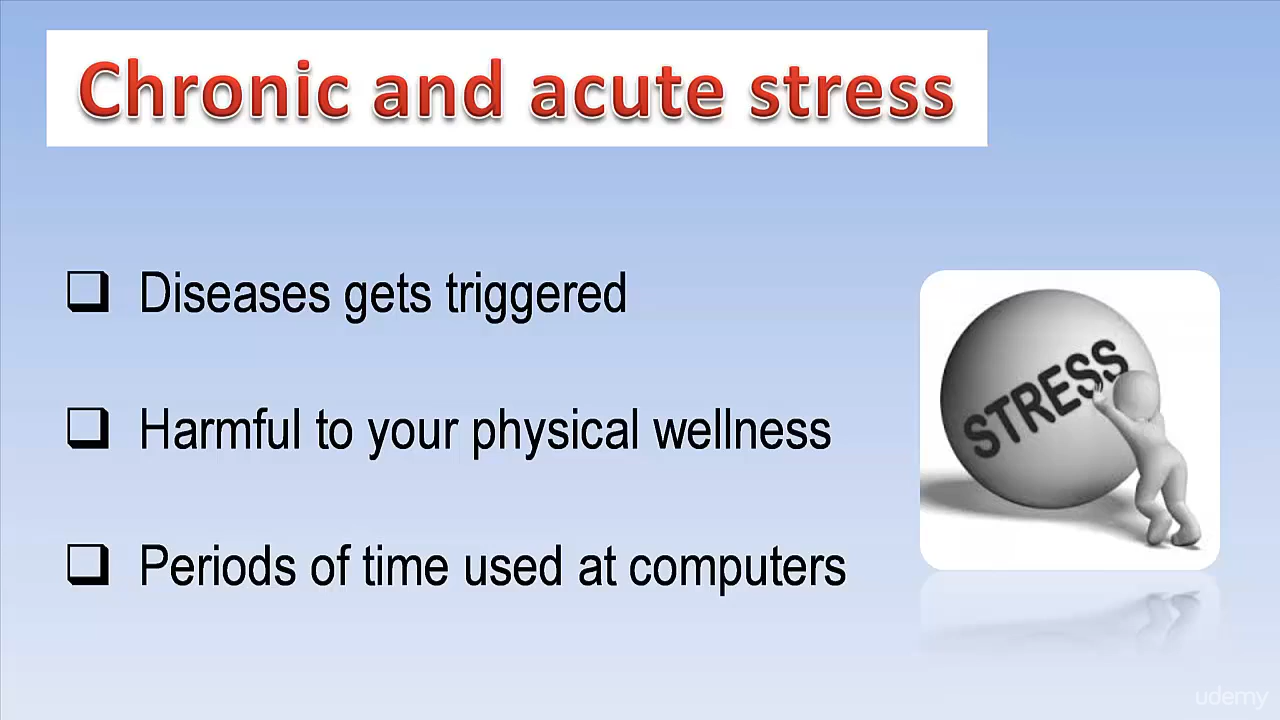 Chronic and acute stress
Diseases gets triggered
Harmful to your physical wellness
STRESS
Periods of time used at computers
udemy